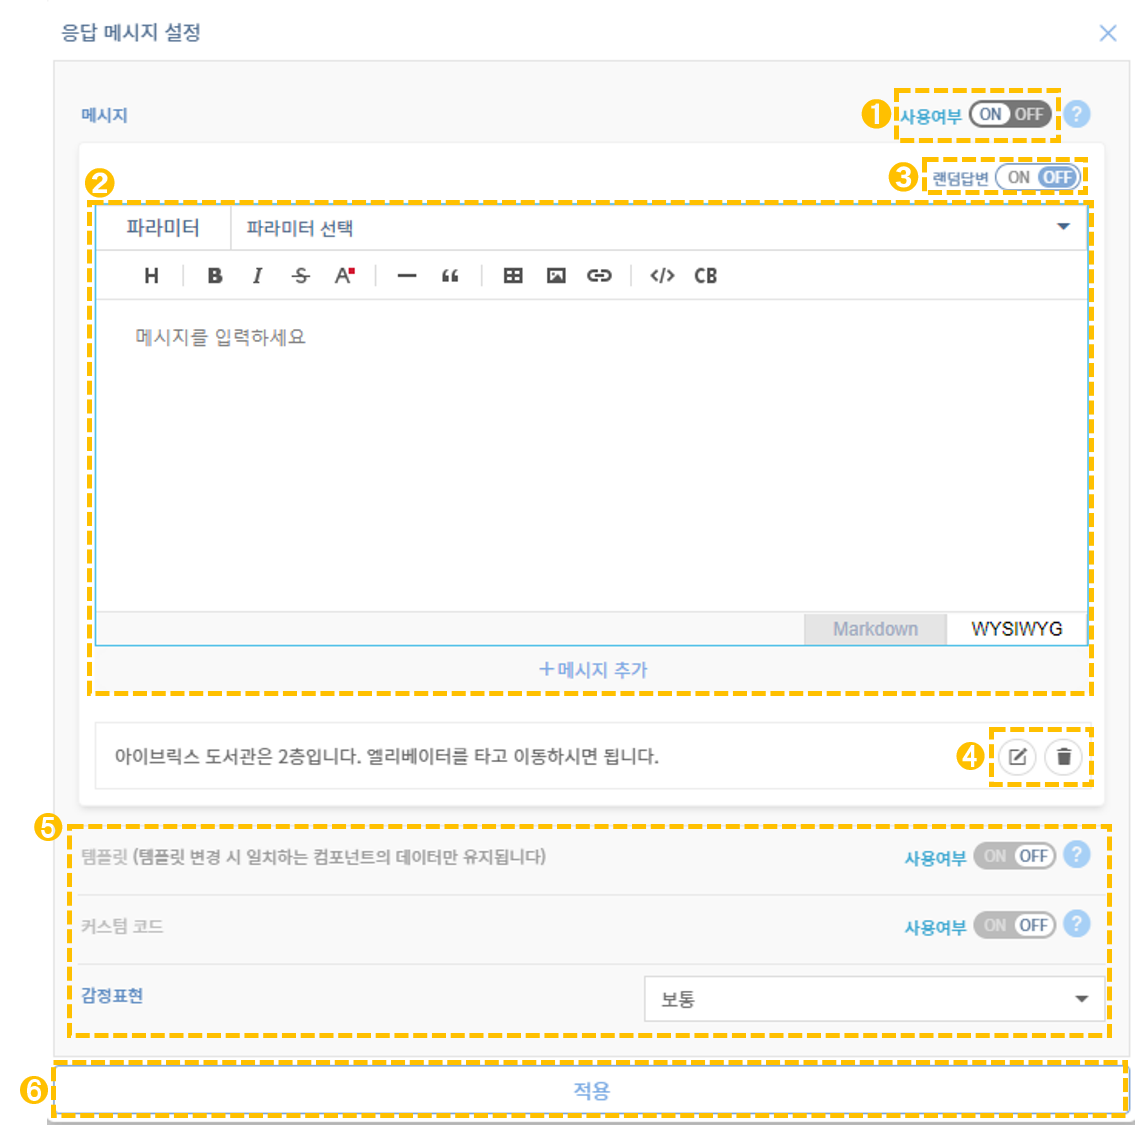 응답 메시지 설정
메시지
❶ 사용여부 ON OFF ?
❸ 랜덤답변 ON OFF
❷
파라미터 파라미터 선택
H B I S A — “ </> CB
메시지를 입력하세요
Markdown WYSIWYG
+메시지 추가
아이브릭스 도서관은 2층입니다. 엘리베이터를 타고 이동하시면 됩니다.
❹
❺
템플릿 (템플릿 변경 시 일치하는 컴포넌트의 데이터만 유지됩니다) 사용여부 ON OFF ?
커스텀 코드 사용여부 ON OFF ?
감정표현 보통
❻ 적용